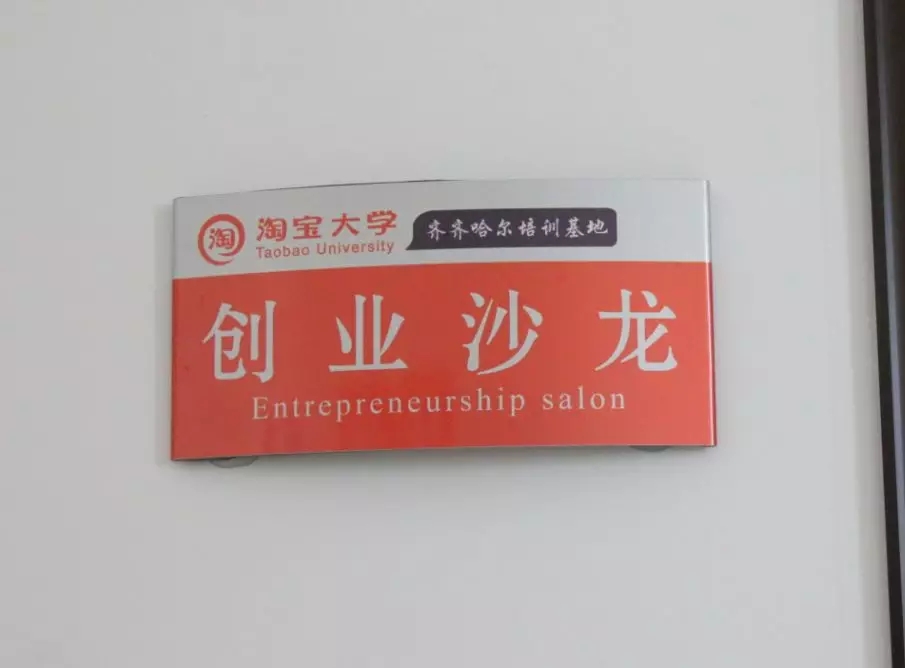 淘 淘宝大学 齐齐哈尔培训基地
Taobao University
创业沙龙
Entrepreneurship salon